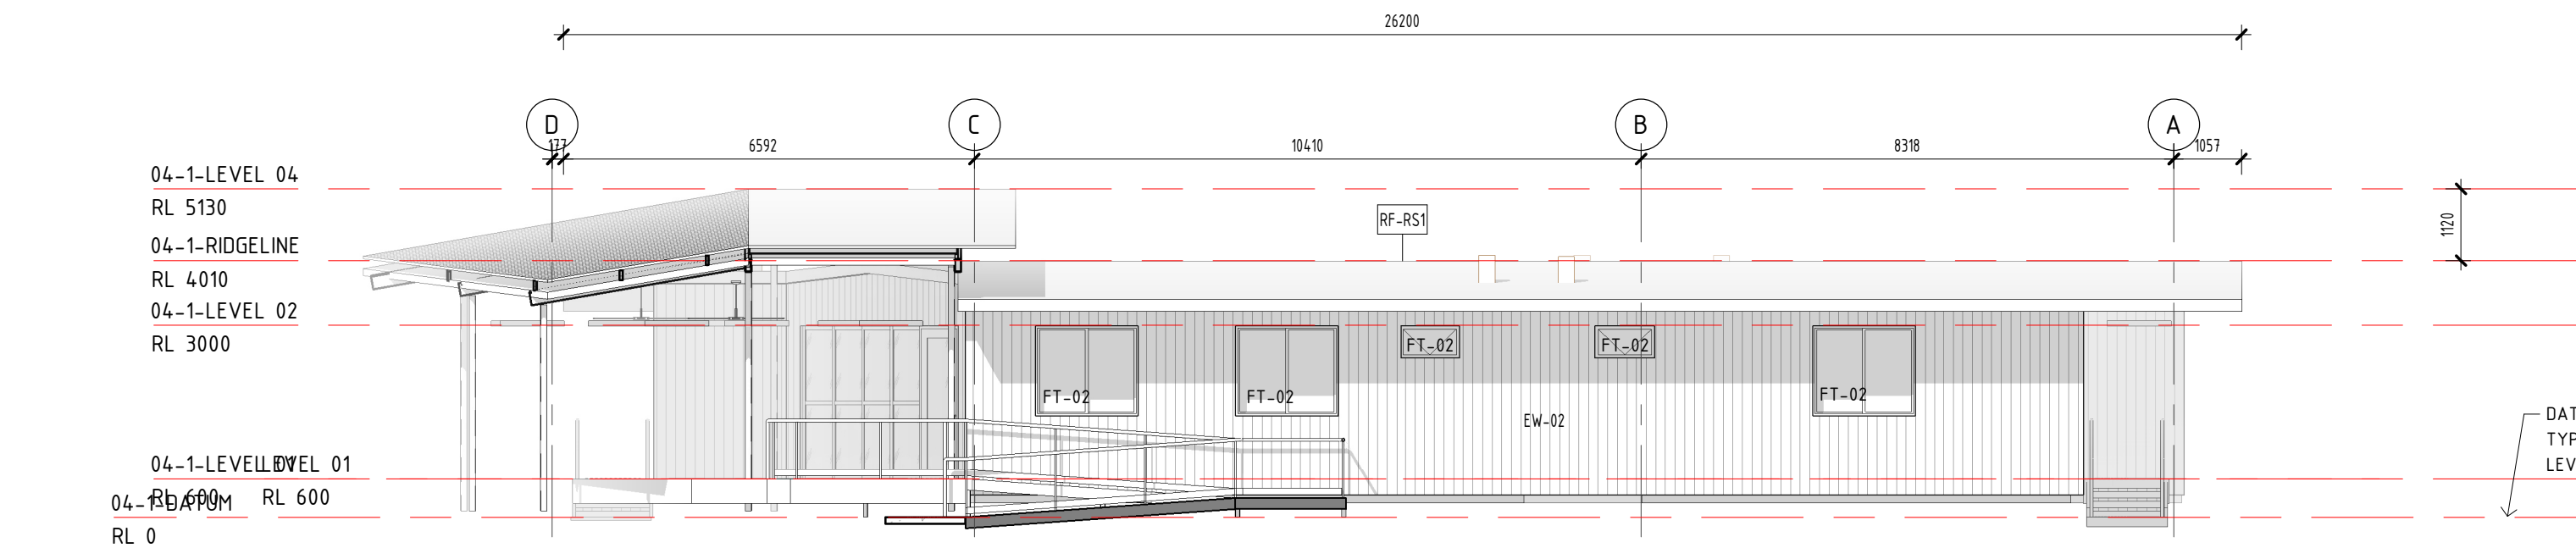 26200
D
C
B
A
177
6592
10410
8318
1057
04-1-LEVEL 04
RL 5130
1120
RF-RS1
04-1-RIDGELINE
RL 4010
04-1-LEVEL 02
RL 3000
FT-02
FT-02
FT-02
FT-02
FT-02
EW-02
DAT
TYP
LEV
04-1-LEVEL 01
LEVEL 01
RL 600
RL 600
04-1-DATUM
RL 0